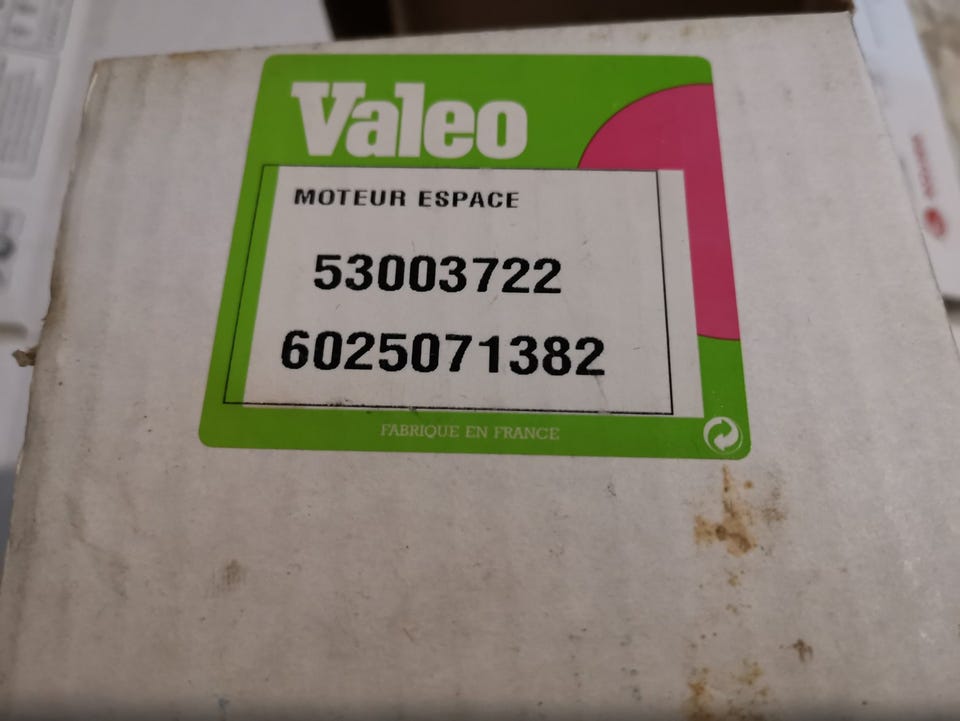 Valeo
MOTEUR ESPACE
53003722
6025071382
FABRIQUE EN FRANCE